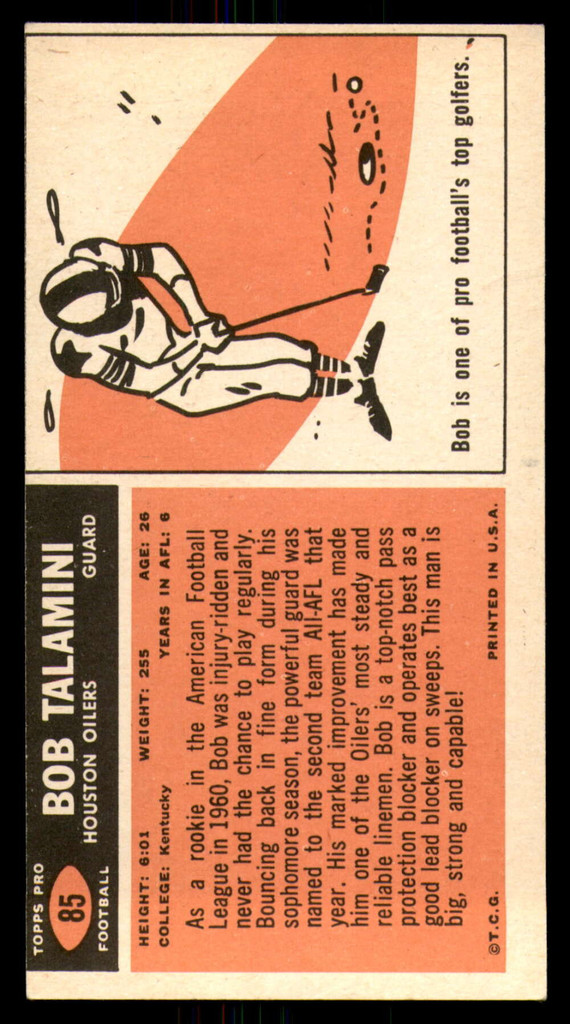 TOPPS PRO
85
FOOTBALL
BOB TALAMINI
HOUSTON OILERS GUARD
HEIGHT: 6:01 WEIGHT: 255 AGE: 26
COLLEGE: Kentucky YEARS IN AFL: 6
As a rookie in the American Football
League in 1960, Bob was injury-ridden and
never had the chance to play regularly.
Bouncing back in fine form during his
sophomore season, the powerful guard was
named to the second team All-AFL that
year. His marked improvement has made
him one of the Oilers' most steady and
reliable linemen. Bob is a top-notch pass
protection blocker and operates best as a
good lead blocker on sweeps. This man is
big, strong and capable!
©T.C.G. PRINTED IN U.S.A.
Bob is one of pro football's top golfers.